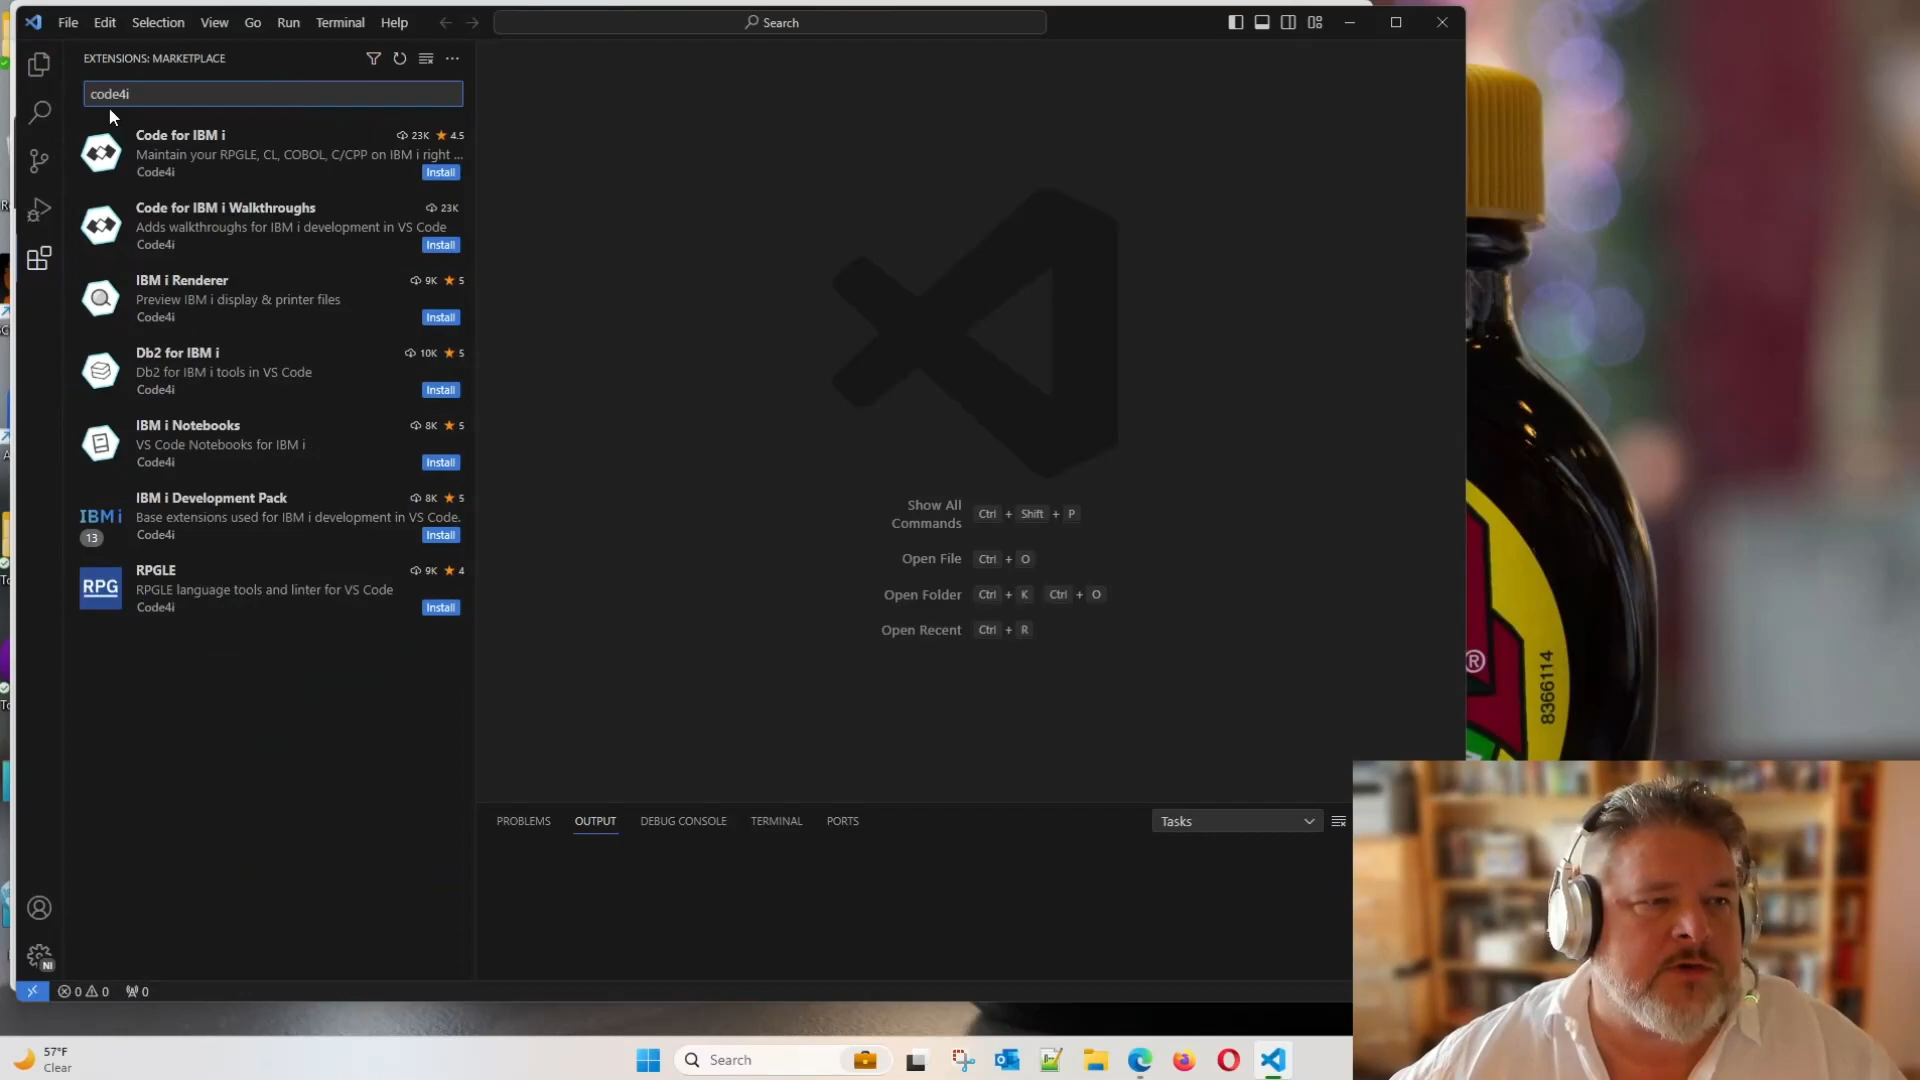 File Edit Selection View Go Run Terminal Help
Search
EXTENSIONS: MARKETPLACE
code4i
Code for IBM i 23K 4.5
Maintain your RPGLE, CL, COBOL, C/CPP on IBM i right ...
Code4i Install
Code for IBM i Walkthroughs 23K
Adds walkthroughs for IBM i development in VS Code
Code4i Install
IBM i Renderer 9K 5
Preview IBM i display & printer files
Code4i Install
Db2 for IBM i 10K 5
Db2 for IBM i tools in VS Code
Code4i Install
IBM i Notebooks 8K 5
VS Code Notebooks for IBM i
Code4i Install
IBM i Development Pack 8K 5
IBM i Base extensions used for IBM i development in VS Code.
13 Code4i Install
RPGLE 9K 4
RPG RPGLE language tools and linter for VS Code
Code4i Install
Show All
Commands Ctrl + Shift + P
Open File Ctrl + O
Open Folder Ctrl + K Ctrl + O
Open Recent Ctrl + R
®
8366114
PROBLEMS OUTPUT DEBUG CONSOLE TERMINAL PORTS
Tasks
NI
0 0 0
57°F
Clear
Search